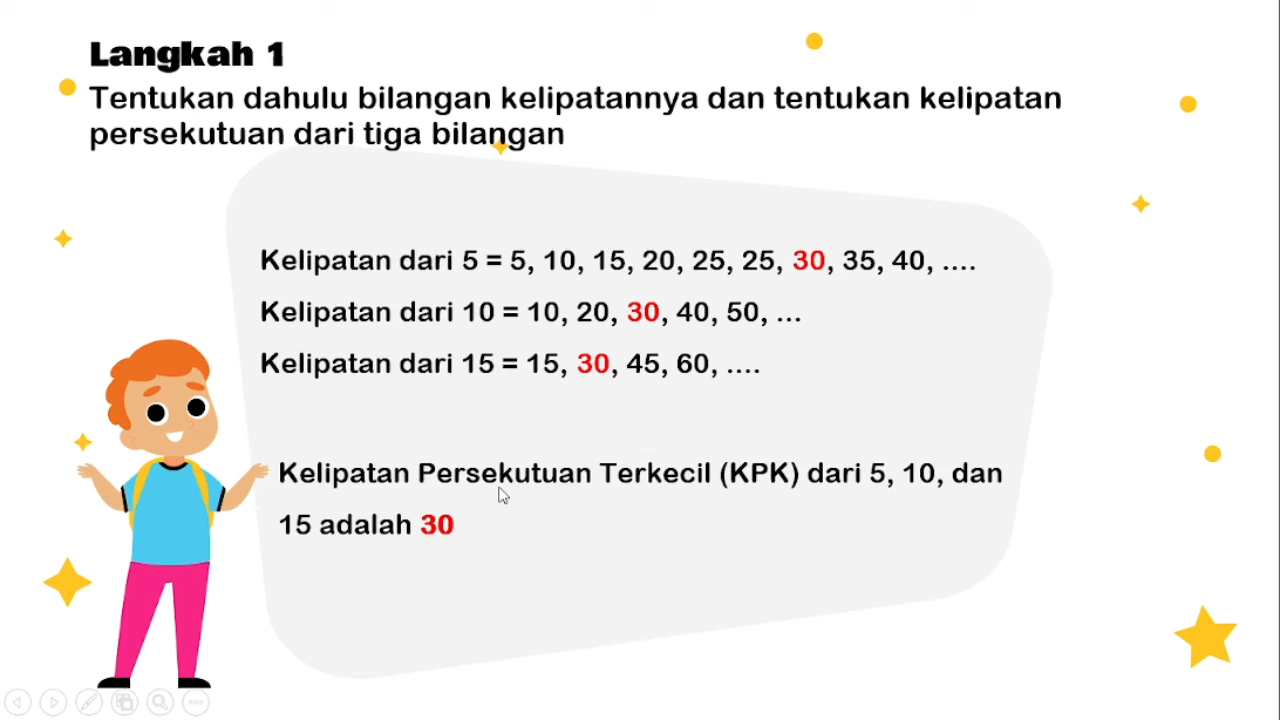 Langkah 1
Tentukan dahulu bilangan kelipatannya dan tentukan kelipatan
persekutuan dari tiga bilangan
Kelipatan dari 5 = 5, 10, 15, 20, 25, 25, 30, 35, 40, ....
Kelipatan dari 10 = 10, 20, 30, 40, 50, ...
Kelipatan dari 15 = 15, 30, 45, 60, ....
Kelipatan Persekutuan Terkecil (KPK) dari 5, 10, dan
15 adalah 30